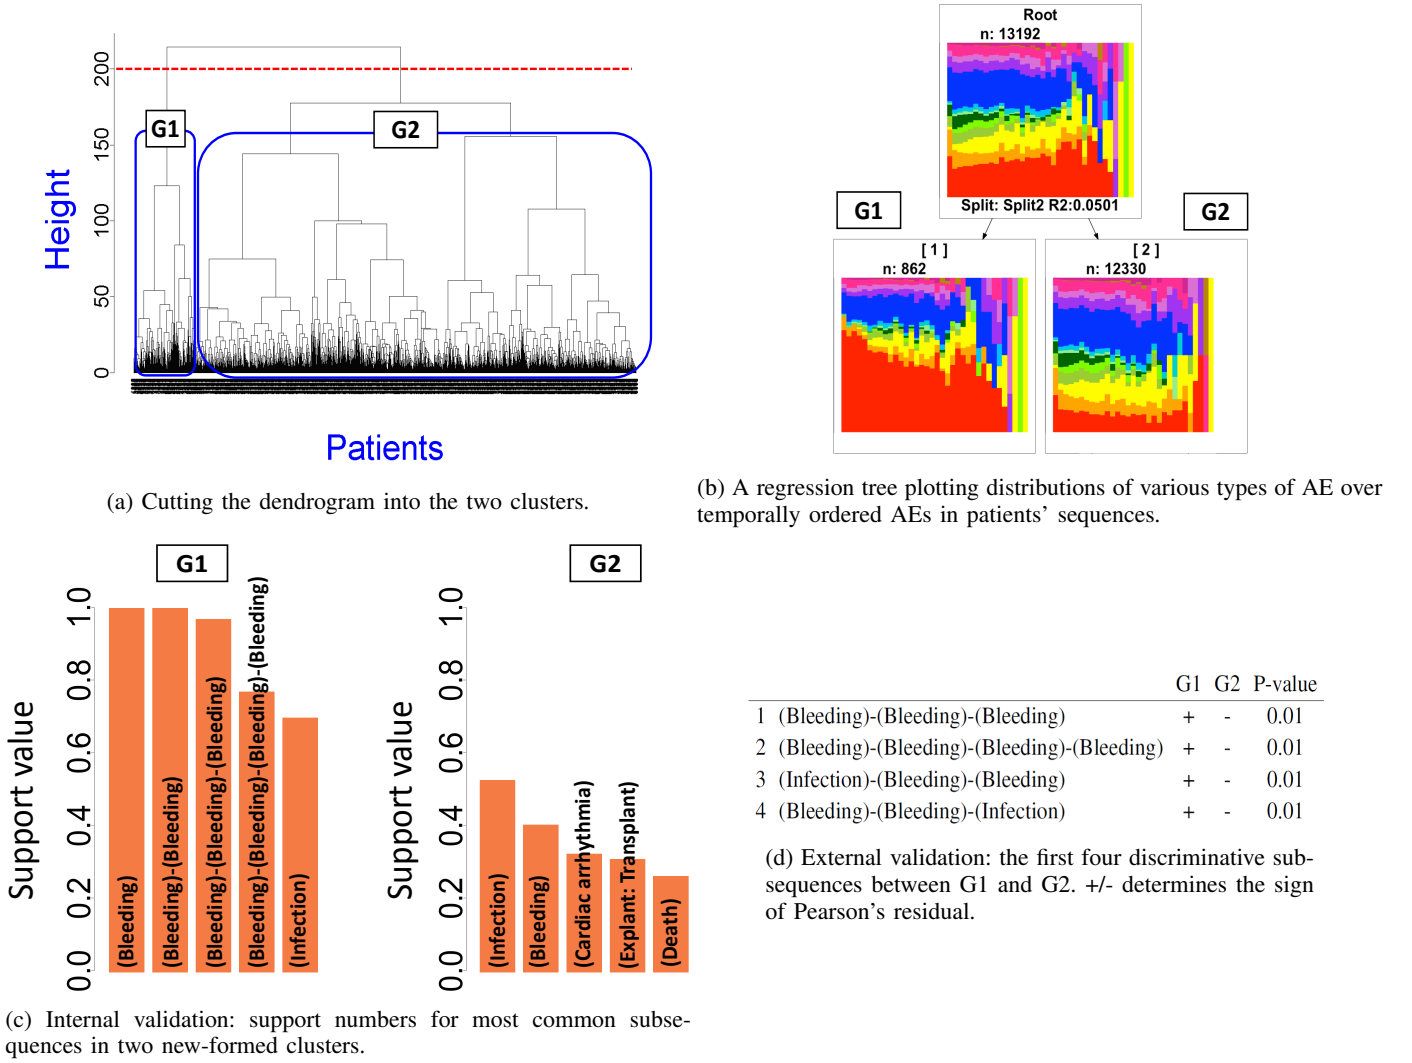 Height
200
150
100
50
0
G1
G2
Patients
(a) Cutting the dendrogram into the two clusters.
Root
n: 13192
Split: Split2 R2:0.0501
G1
G2
[ 1 ]
n: 862
[ 2 ]
n: 12330
(b) A regression tree plotting distributions of various types of AE over
temporally ordered AEs in patients' sequences.
G1
Support value
1.0
0.8
0.6
0.4
0.2
0.0
(Bleeding)
(Bleeding)-(Bleeding)
(Bleeding)-(Bleeding)-(Bleeding)
(Bleeding)-(Bleeding)-(Bleeding)-(Bleeding)
(Infection)
G2
Support value
1.0
0.8
0.6
0.4
0.2
0.0
(Infection)
(Bleeding)
(Cardiac arrhythmia)
(Explant: Transplant)
(Death)
(c) Internal validation: support numbers for most common subse-
quences in two new-formed clusters.
G1 G2 P-value
1 (Bleeding)-(Bleeding)-(Bleeding) + - 0.01
2 (Bleeding)-(Bleeding)-(Bleeding)-(Bleeding) + - 0.01
3 (Infection)-(Bleeding)-(Bleeding) + - 0.01
4 (Bleeding)-(Bleeding)-(Infection) + - 0.01
(d) External validation: the first four discriminative sub-
sequences between G1 and G2. +/- determines the sign
of Pearson's residual.